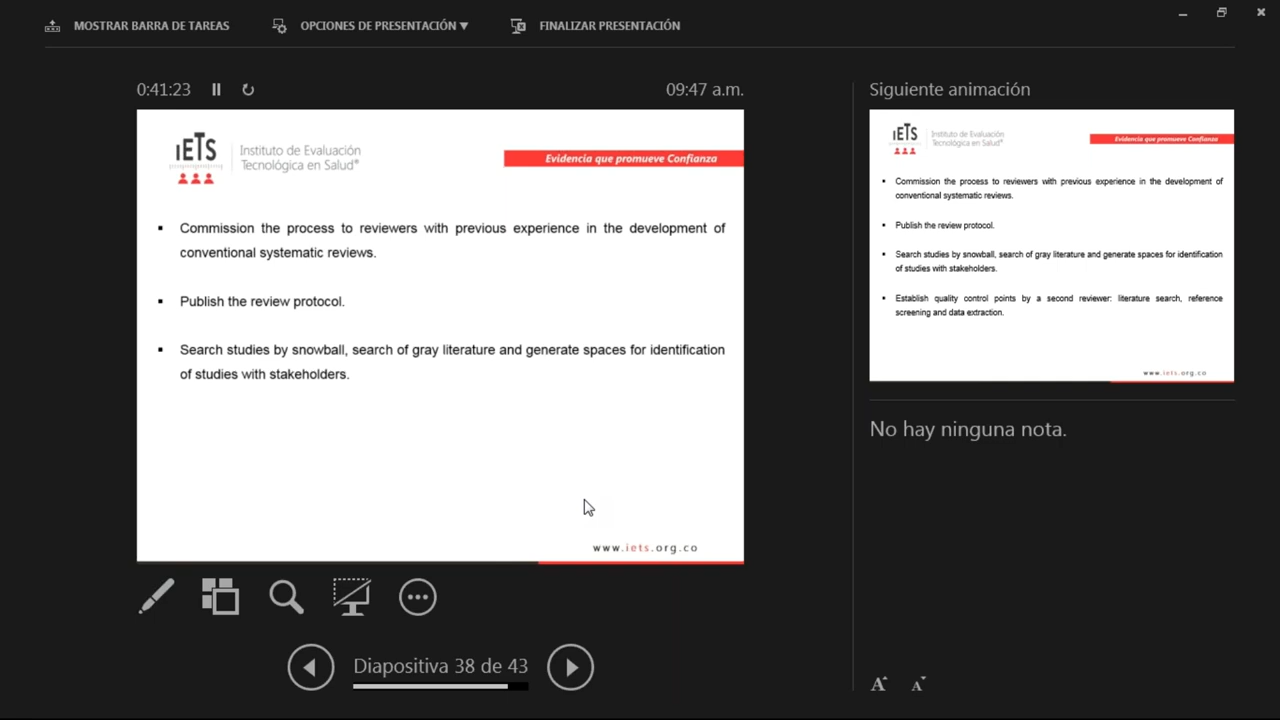 MOSTRAR BARRA DE TAREAS
OPCIONES DE PRESENTACIÓN ▼
FINALIZAR PRESENTACIÓN
0:41:23
09:47 a.m.
IETS
Instituto de Evaluación
Tecnológica en Salud®
Evidencia que promueve Confianza
▪ Commission the process to reviewers with previous experience in the development of
conventional systematic reviews.
▪ Publish the review protocol.
▪ Search studies by snowball, search of gray literature and generate spaces for identification
of studies with stakeholders.
www.iets.org.co
Diapositiva 38 de 43
Siguiente animación
IETS
Instituto de Evaluación
Tecnológica en Salud®
Evidencia que promueve Confianza
▪ Commission the process to reviewers with previous experience in the development of
conventional systematic reviews.
▪ Publish the review protocol.
▪ Search studies by snowball, search of gray literature and generate spaces for identification
of studies with stakeholders.
▪ Establish quality control points by a second reviewer: literature search, reference
screening and data extraction.
www.iets.org.co
No hay ninguna nota.
A A